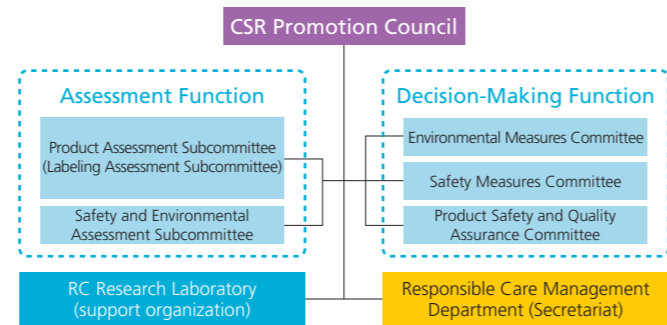 CSR Promotion Council
Assessment Function
Product Assessment Subcommittee
(Labeling Assessment Subcommittee)
Safety and Environmental
Assessment Subcommittee
Decision-Making Function
Environmental Measures Committee
Safety Measures Committee
Product Safety and Quality
Assurance Committee
RC Research Laboratory
(support organization)
Responsible Care Management
Department (Secretariat)